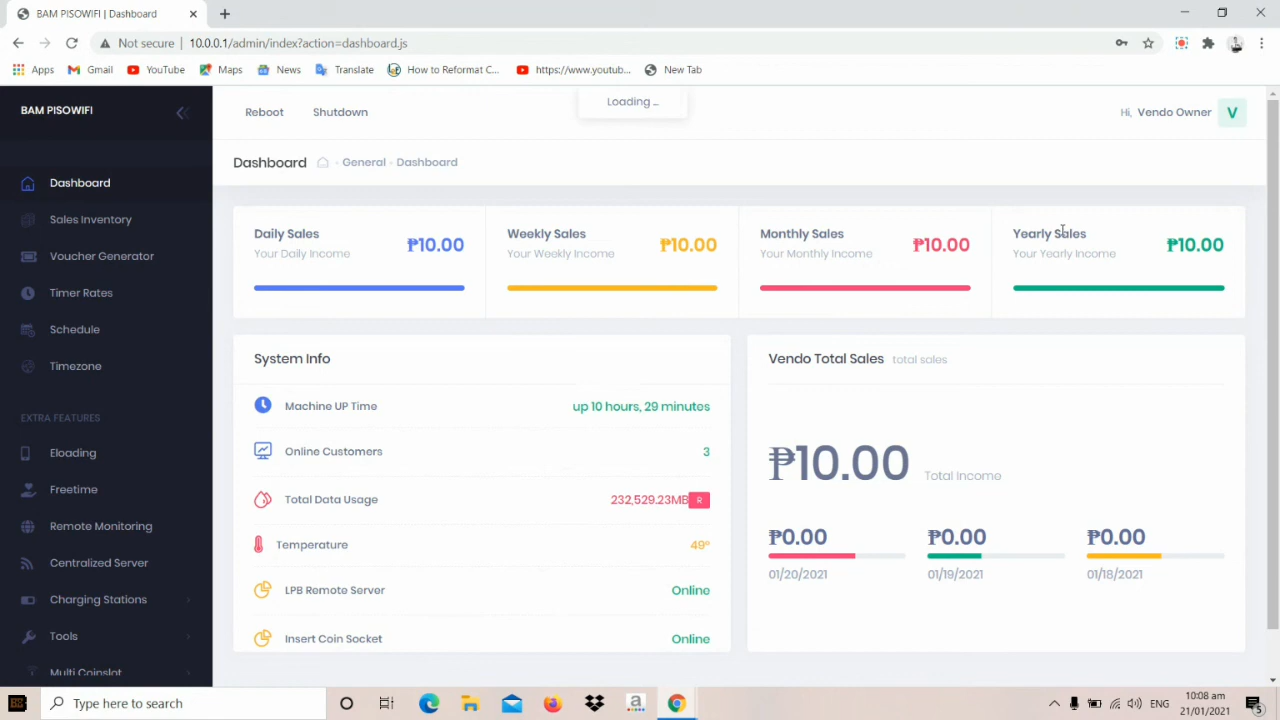 BAM PISOWIFI | Dashboard
Not secure | 10.0.0.1/admin/index?action=dashboard.js
Apps Gmail YouTube Maps News Translate How to Reformat C... https://www.youtub... New Tab
BAM PISOWIFI
Reboot Shutdown Loading ... Hi, Vendo Owner V
Dashboard General Dashboard
Dashboard
Sales Inventory
Voucher Generator
Timer Rates
Schedule
Timezone
EXTRA FEATURES
Eloading
Freetime
Remote Monitoring
Centralized Server
Charging Stations
Tools
Multi Coinslot
Daily Sales
Your Daily Income
₱10.00
Weekly Sales
Your Weekly Income
₱10.00
Monthly Sales
Your Monthly Income
₱10.00
Yearly Sales
Your Yearly Income
₱10.00
System Info
Machine UP Time up 10 hours, 29 minutes
Online Customers 3
Total Data Usage 232,529.23MB R
Temperature 49°
LPB Remote Server Online
Insert Coin Socket Online
Vendo Total Sales total sales
₱10.00 Total Income
₱0.00 ₱0.00 ₱0.00
01/20/2021 01/19/2021 01/18/2021
Type here to search
ENG
10:08 am
21/01/2021
5